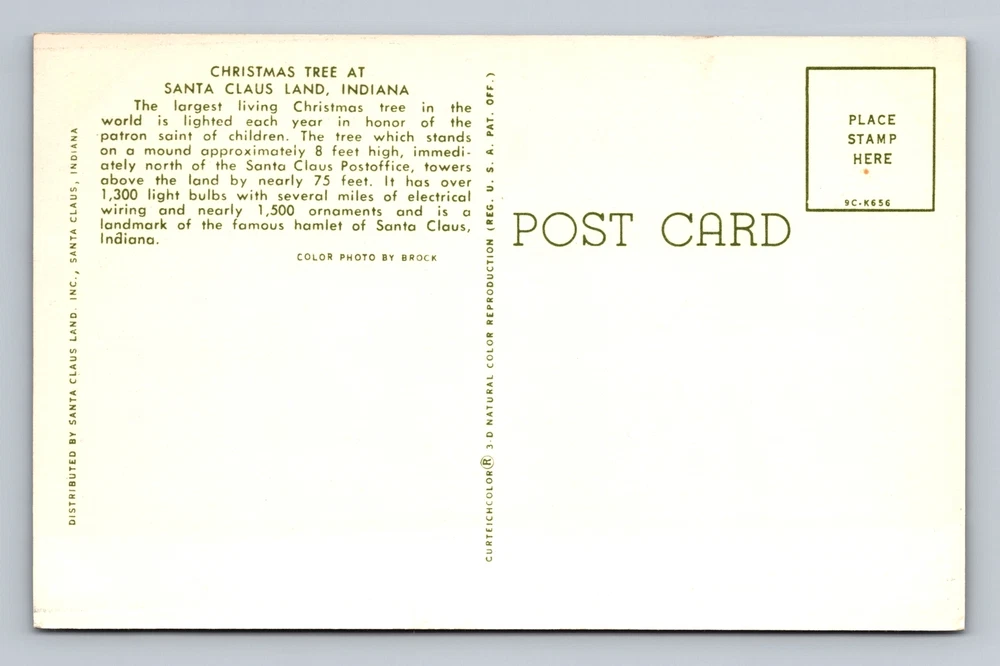 CHRISTMAS TREE AT
SANTA CLAUS LAND, INDIANA
The largest living Christmas tree in the
world is lighted each year in honor of the
patron saint of children. The tree which stands
on a mound approximately 8 feet high, immedi-
ately north of the Santa Claus Postoffice, towers
above the land by nearly 75 feet. It has over
1,300 light bulbs with several miles of electrical
wiring and nearly 1,500 ornaments and is a
landmark of the famous hamlet of Santa Claus,
Indiana.
COLOR PHOTO BY BROCK
DISTRIBUTED BY SANTA CLAUS LAND. INC., SANTA CLAUS, INDIANA
CURTEICHCOLOR® 3-D NATURAL COLOR REPRODUCTION (REG. U. S. A. PAT. OFF.)
POST CARD
PLACE
STAMP
HERE
9C-K656